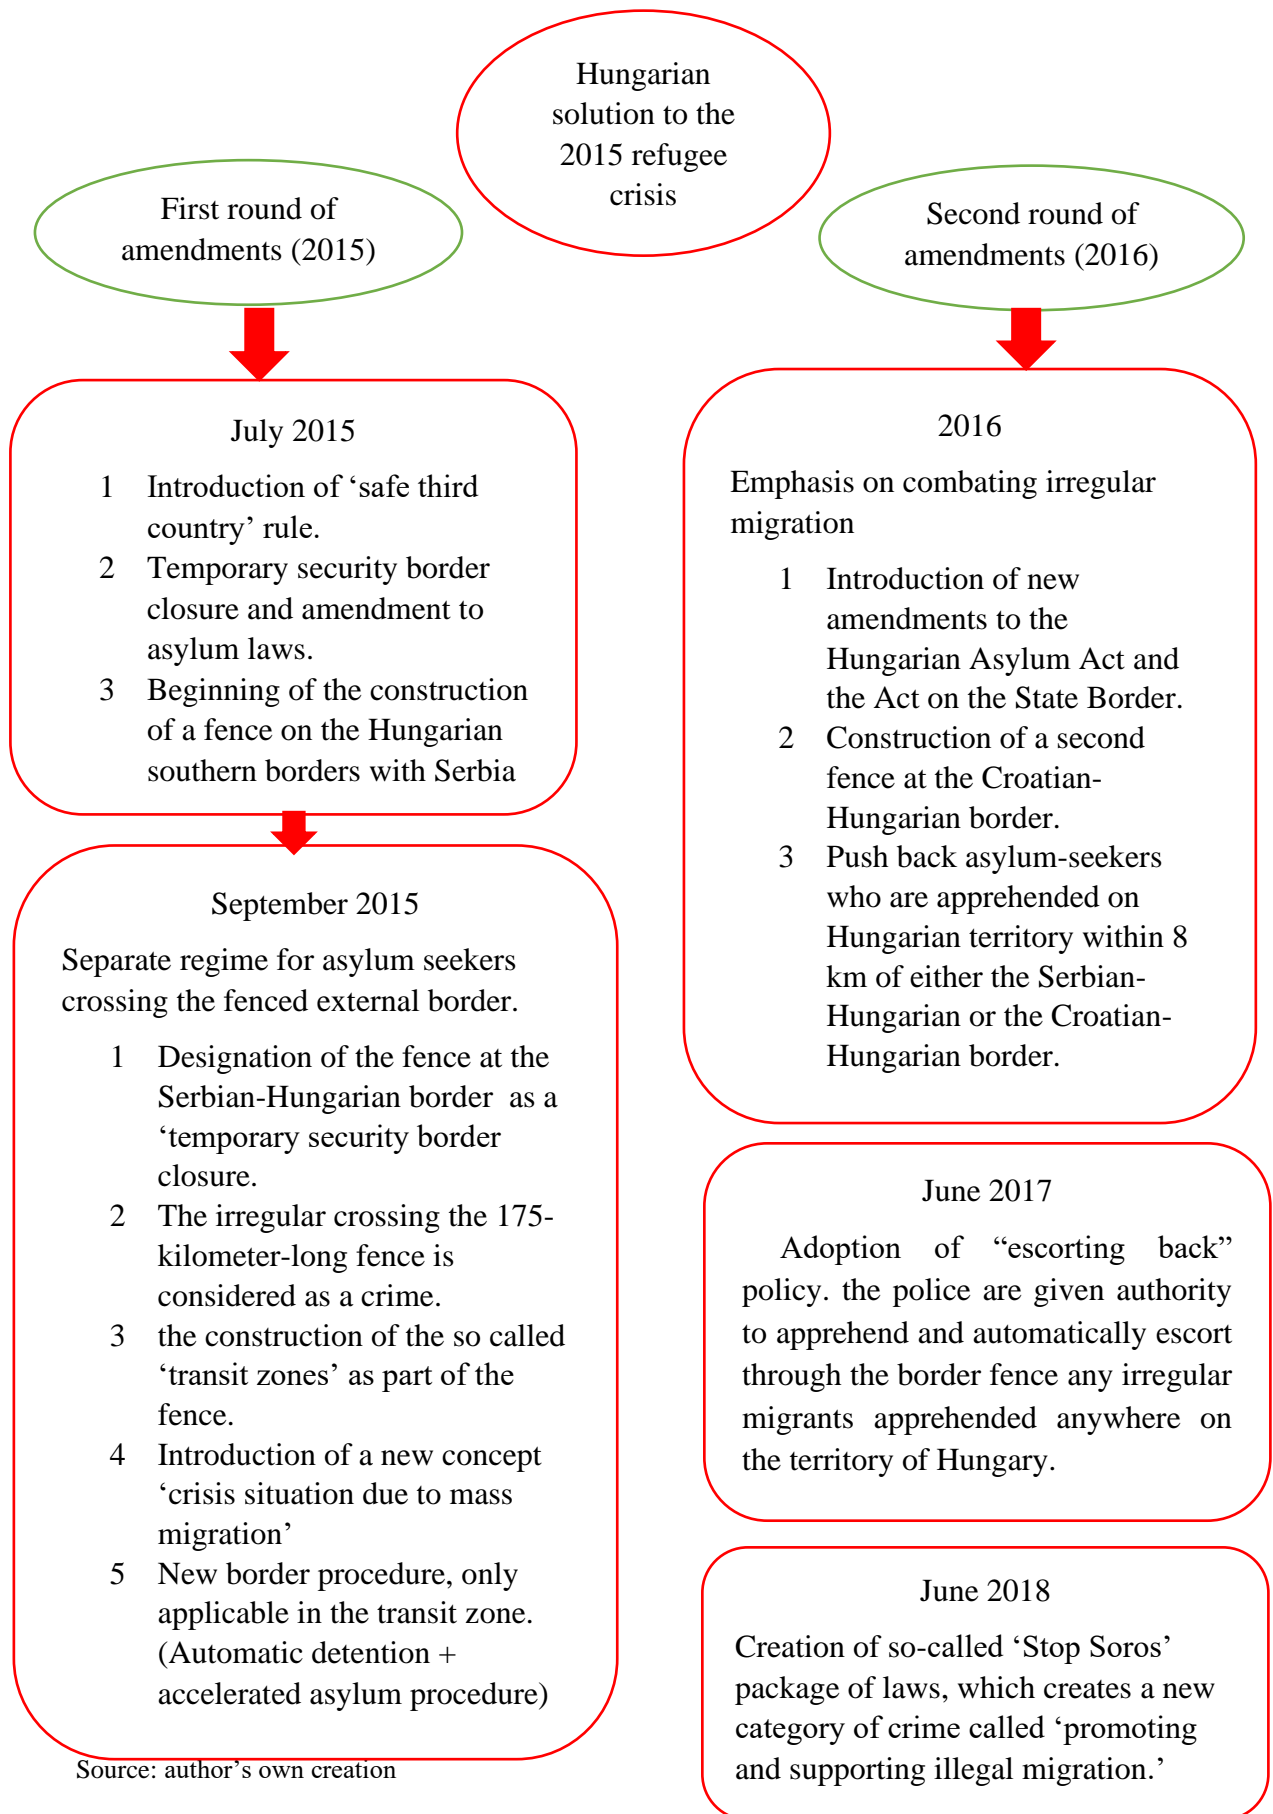 Hungarian
solution to the
2015 refugee
crisis
First round of
amendments (2015)
July 2015
1 Introduction of ‘safe third
country’ rule.
2 Temporary security border
closure and amendment to
asylum laws.
3 Beginning of the construction
of a fence on the Hungarian
southern borders with Serbia
September 2015
Separate regime for asylum seekers
crossing the fenced external border.
1 Designation of the fence at the
Serbian-Hungarian border as a
‘temporary security border
closure.
2 The irregular crossing the 175-
kilometer-long fence is
considered as a crime.
3 the construction of the so called
‘transit zones’ as part of the
fence.
4 Introduction of a new concept
‘crisis situation due to mass
migration’
5 New border procedure, only
applicable in the transit zone.
(Automatic detention +
accelerated asylum procedure)
Second round of
amendments (2016)
2016
Emphasis on combating irregular
migration
1 Introduction of new
amendments to the
Hungarian Asylum Act and
the Act on the State Border.
2 Construction of a second
fence at the Croatian-
Hungarian border.
3 Push back asylum-seekers
who are apprehended on
Hungarian territory within 8
km of either the Serbian-
Hungarian or the Croatian-
Hungarian border.
June 2017
Adoption of “escorting back”
policy. the police are given authority
to apprehend and automatically escort
through the border fence any irregular
migrants apprehended anywhere on
the territory of Hungary.
June 2018
Creation of so-called ‘Stop Soros’
package of laws, which creates a new
category of crime called ‘promoting
and supporting illegal migration.’
Source: author’s own creation